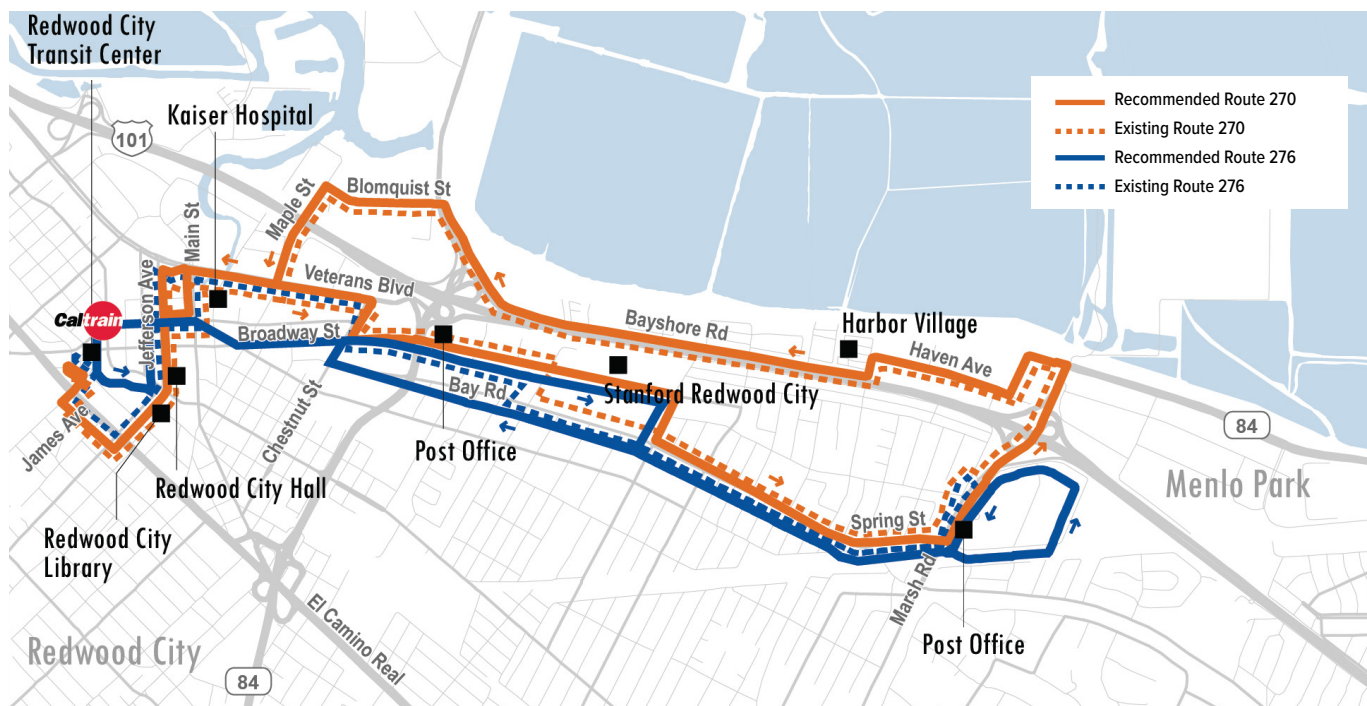 Redwood City
Transit Center
Kaiser Hospital
101
Recommended Route 270
Existing Route 270
Recommended Route 276
Existing Route 276
Maple St
Blomquist St
Main St
Jefferson Ave
Veterans Blvd
Caltrain
Broadway St
Bayshore Rd
Harbor Village
Haven Ave
Stanford Redwood City
Bay Rd
Chestnut St
James Ave
Post Office
84
Menlo Park
Redwood City Hall
Redwood City
Library
Spring St
Marsh Rd
Post Office
El Camino Real
Redwood City
84